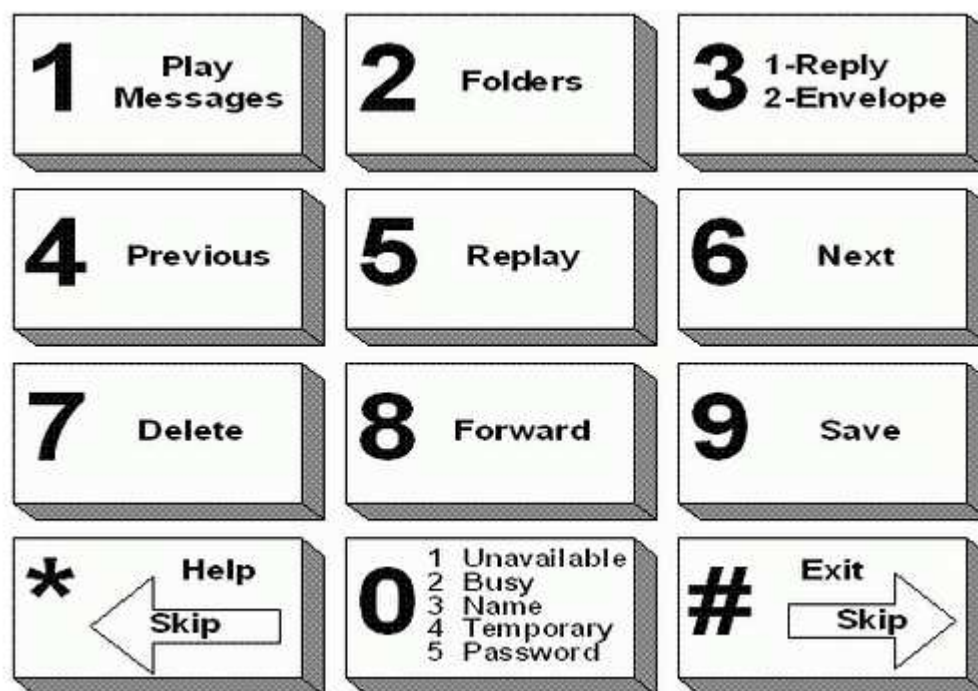 1 Play
Messages
2 Folders
3 1-Reply
2-Envelope
4 Previous
5 Replay
6 Next
7 Delete
8 Forward
9 Save
* Help
Skip
0 1 Unavailable
2 Busy
3 Name
4 Temporary
5 Password
# Exit
Skip